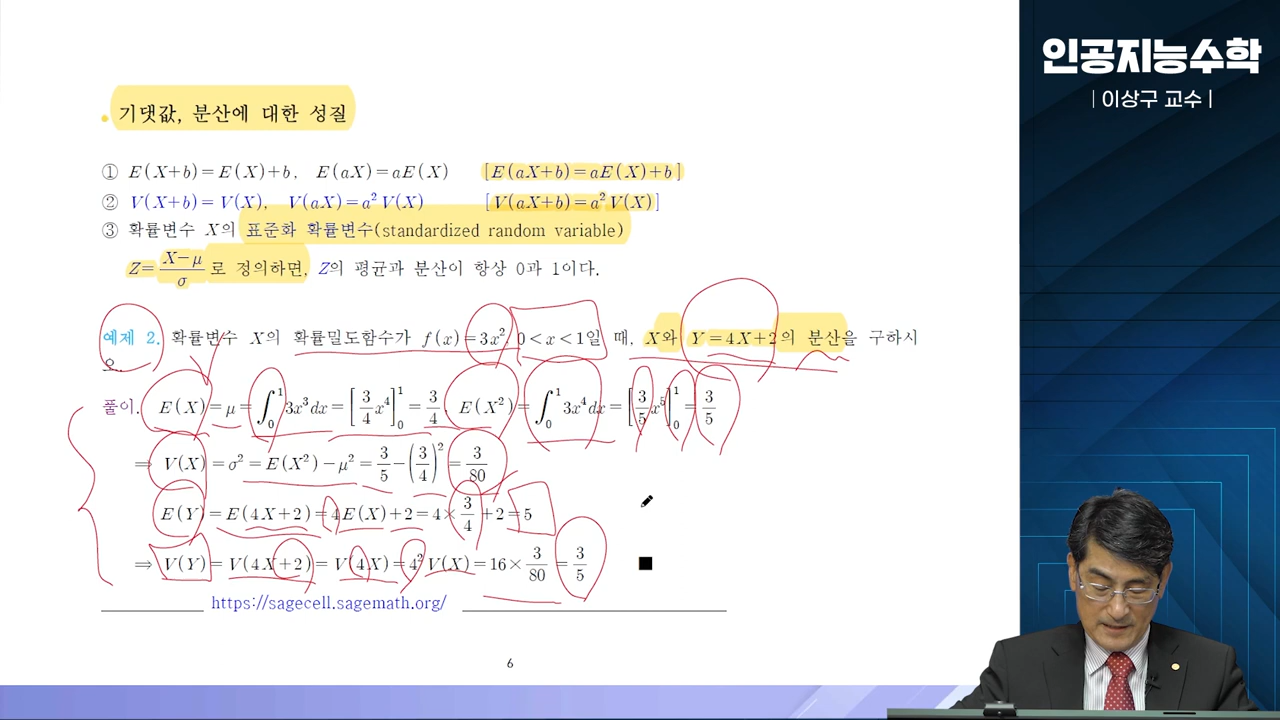 인공지능수학
| 이상구 교수 |
• 기댓값, 분산에 대한 성질
① E(X+b)=E(X)+b, E(aX)=aE(X) [E(aX+b)=aE(X)+b]
② V(X+b)=V(X), V(aX)=a²V(X) [V(aX+b)=a²V(X)]
③ 확률변수 X의 표준화 확률변수(standardized random variable)
Z=(X−μ)/σ 로 정의하면, Z의 평균과 분산이 항상 0과 1이다.
예제 2. 확률변수 X의 확률밀도함수가 f(x)=3x², 0<x<1일 때, X와 Y=4X+2의 분산을 구하시
오.
풀이. E(X)=μ=∫₀¹3x³dx=[3/4 x⁴]₀¹=3/4, E(X²)=∫₀¹3x⁴dx=[3/5 x⁵]₀¹=3/5
⇒ V(X)=σ²=E(X²)−μ²=3/5−(3/4)²=3/80
E(Y)=E(4X+2)=4E(X)+2=4×3/4+2=5
⇒ V(Y)=V(4X+2)=V(4X)=4²V(X)=16×3/80=3/5 ■
https://sagecell.sagemath.org/
6